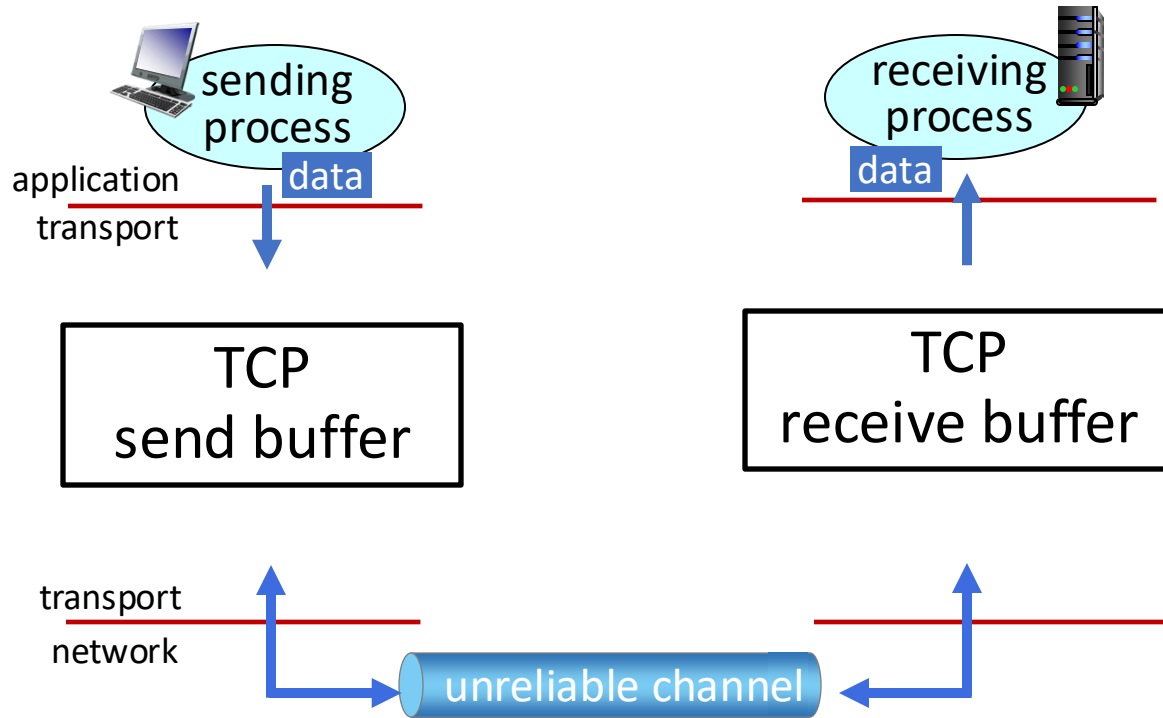 sending
process
data
application
transport
TCP
send buffer
transport
network
unreliable channel
receiving
process
data
TCP
receive buffer